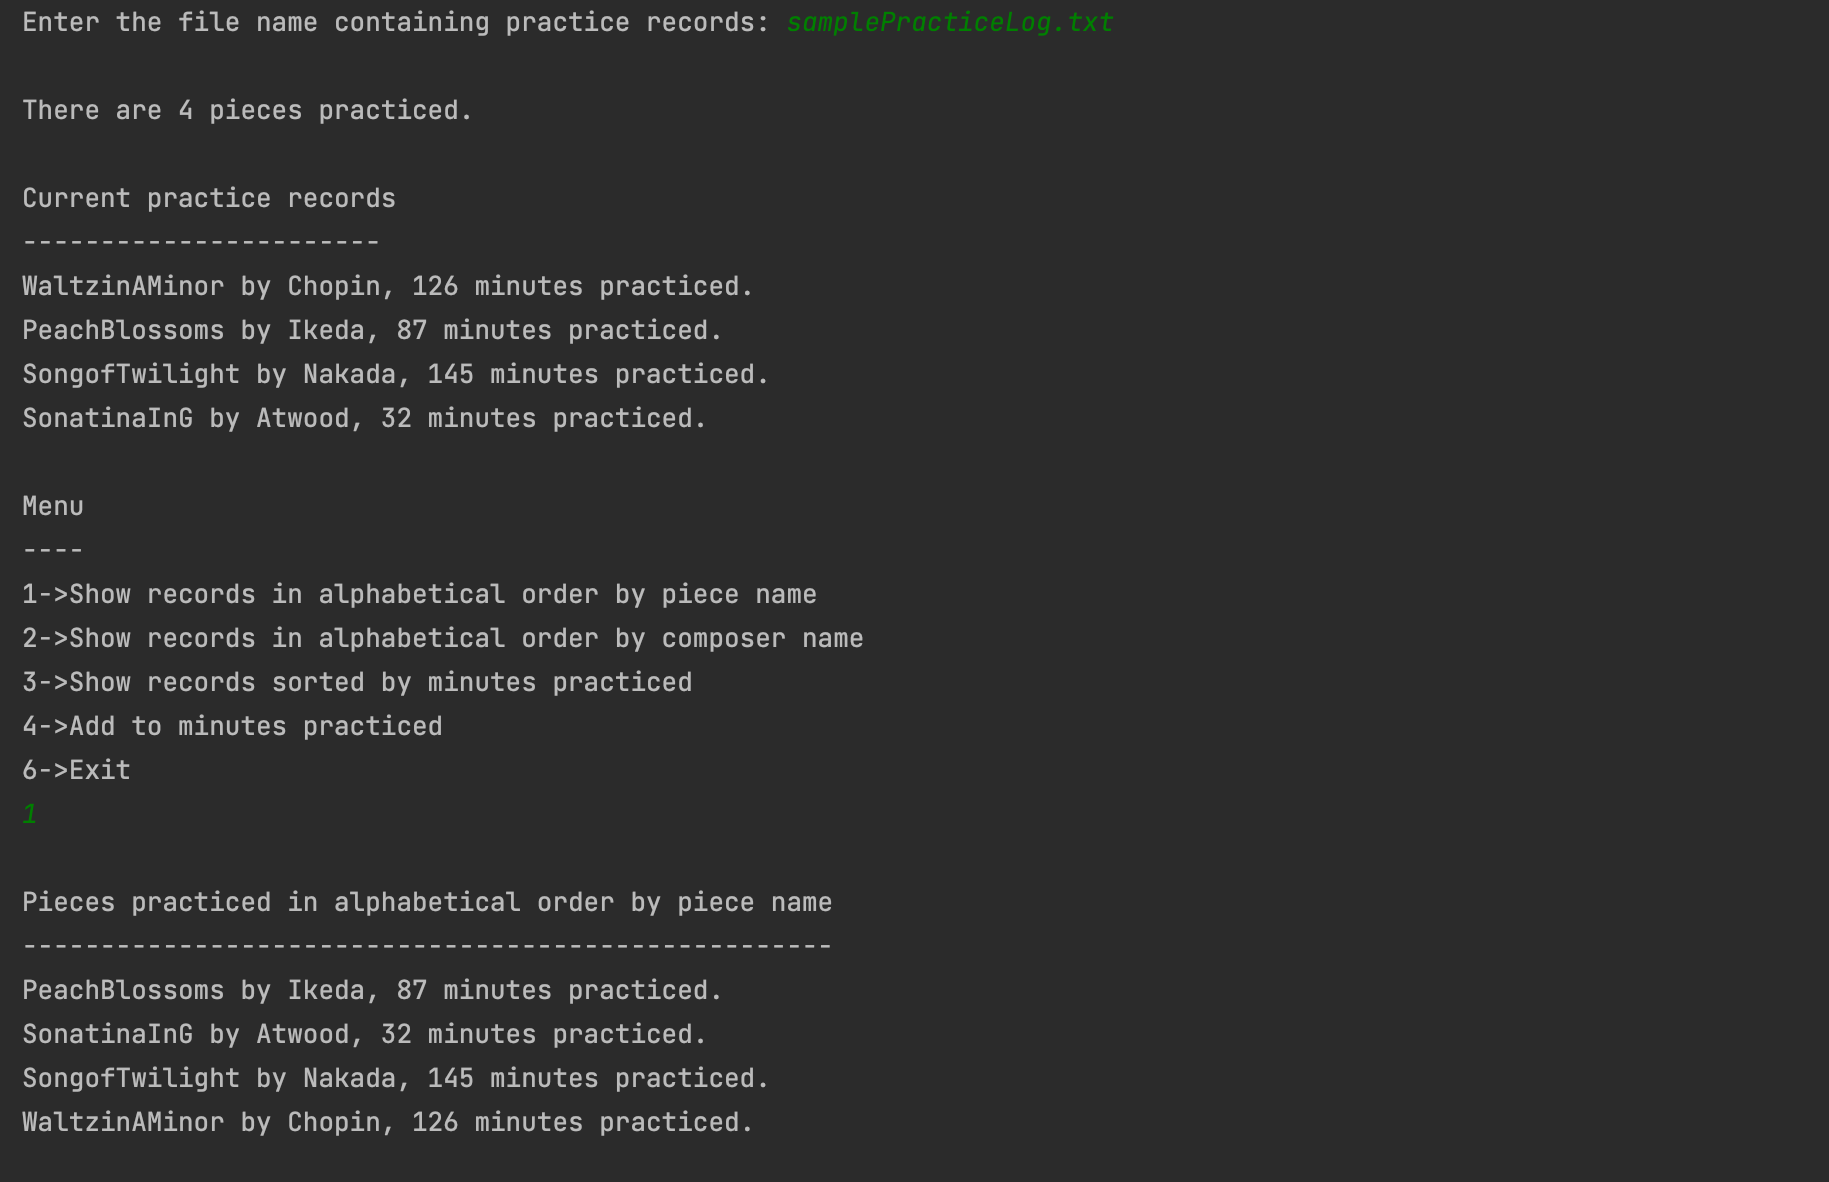 Enter the file name containing practice records: samplePracticeLog.txt
There are 4 pieces practiced.
Current practice records
-----------------------
WaltzinAMinor by Chopin, 126 minutes practiced.
PeachBlossoms by Ikeda, 87 minutes practiced.
SongofTwilight by Nakada, 145 minutes practiced.
SonatinaInG by Atwood, 32 minutes practiced.
Menu
----
1->Show records in alphabetical order by piece name
2->Show records in alphabetical order by composer name
3->Show records sorted by minutes practiced
4->Add to minutes practiced
6->Exit
1
Pieces practiced in alphabetical order by piece name
----------------------------------------------------
PeachBlossoms by Ikeda, 87 minutes practiced.
SonatinaInG by Atwood, 32 minutes practiced.
SongofTwilight by Nakada, 145 minutes practiced.
WaltzinAMinor by Chopin, 126 minutes practiced.